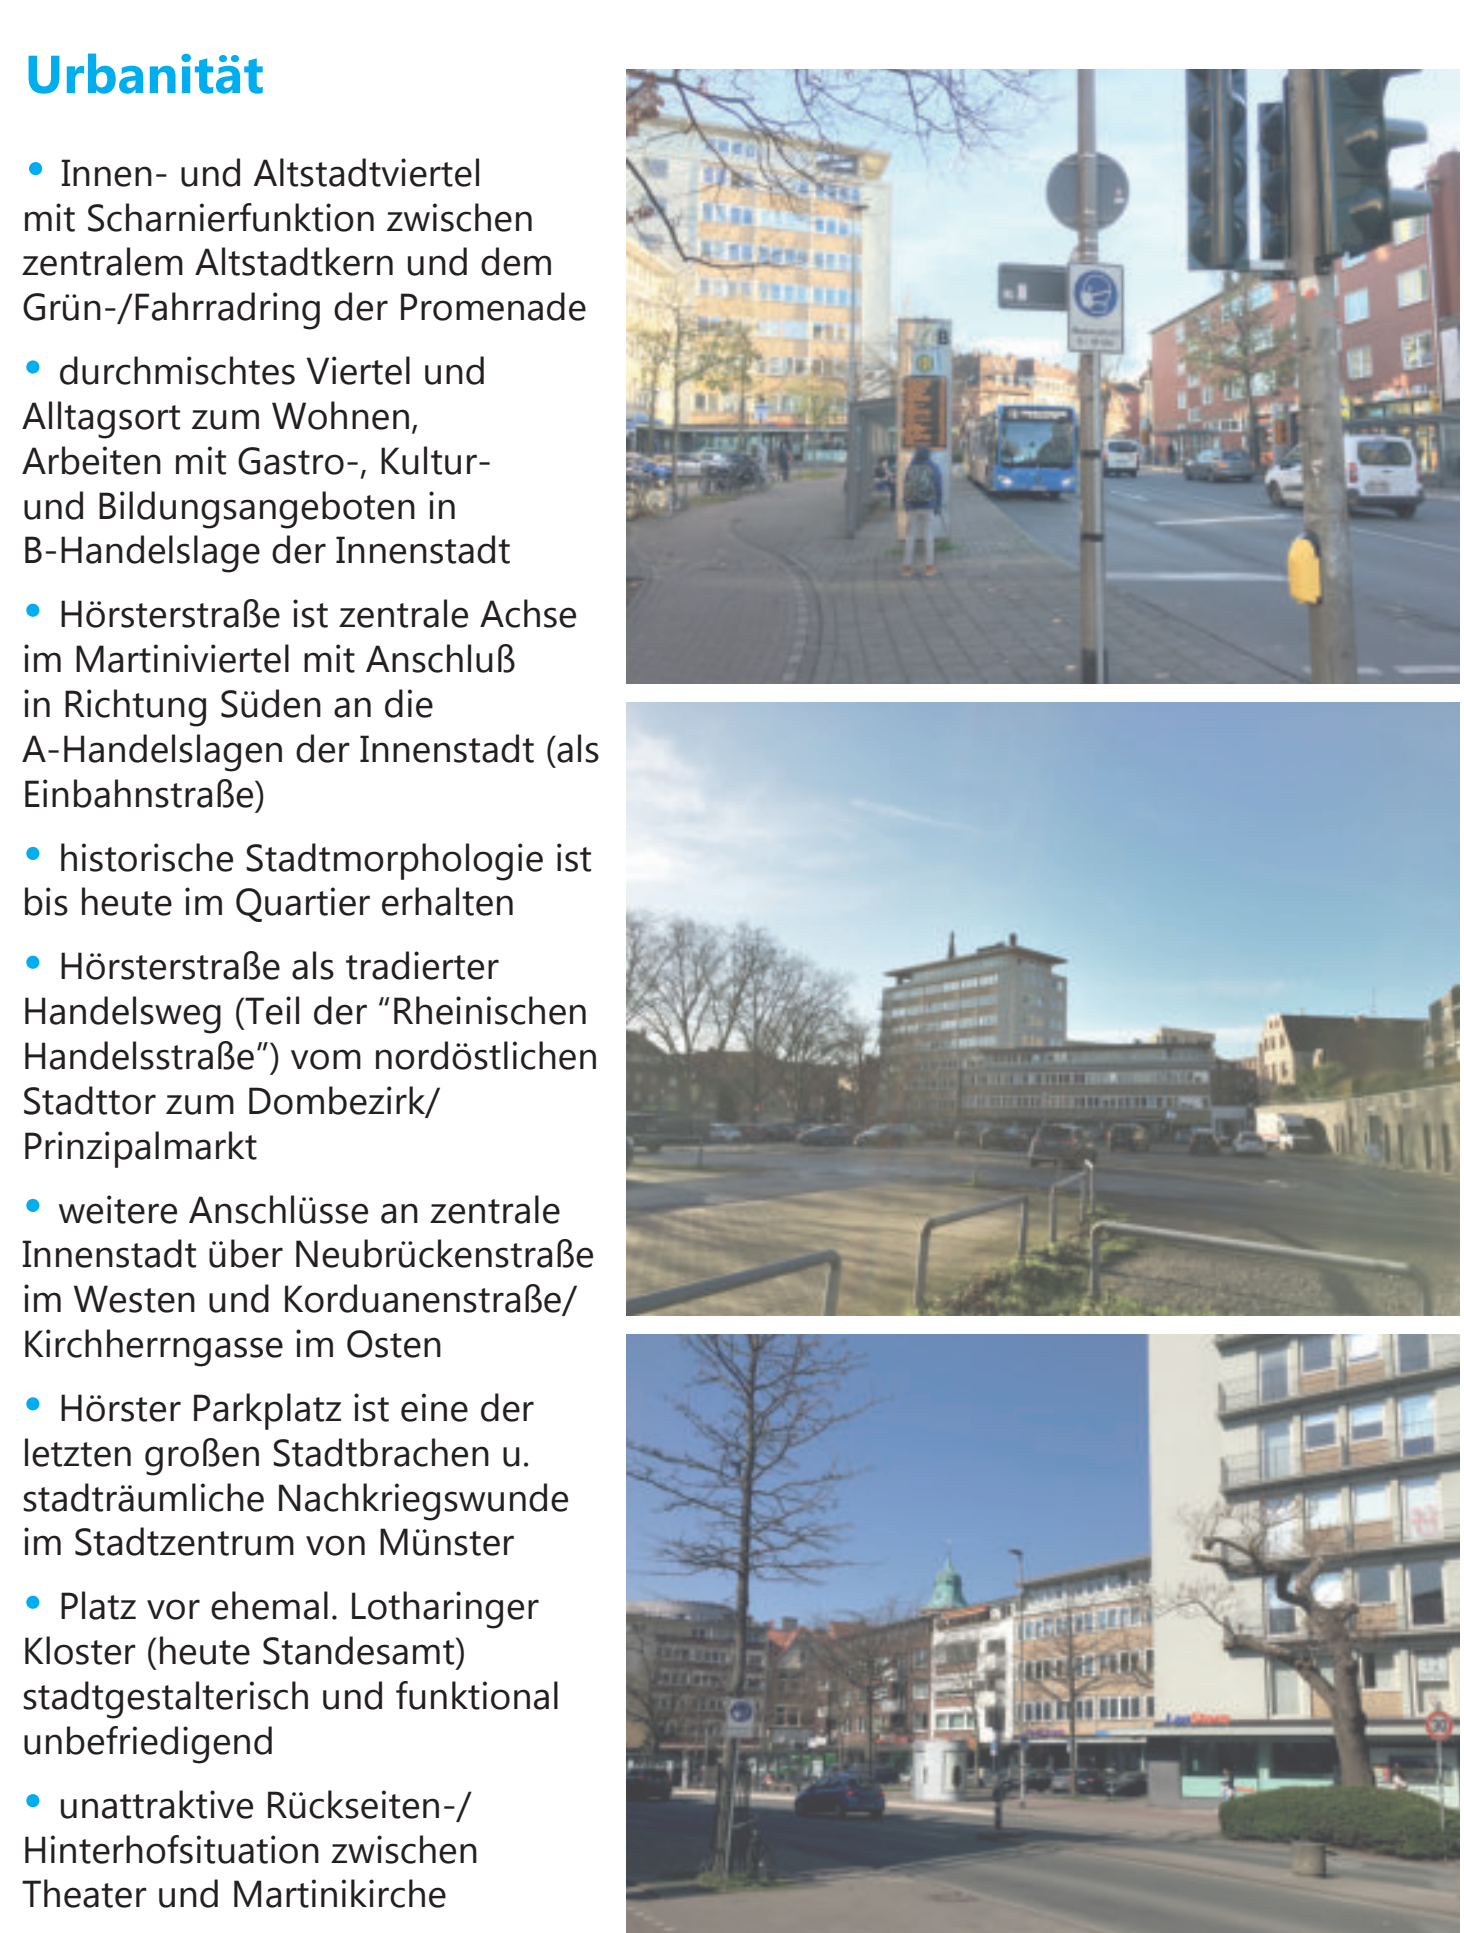 Urbanität
• Innen- und Altstadtviertel
mit Scharnierfunktion zwischen
zentralem Altstadtkern und dem
Grün-/Fahrradring der Promenade
• durchmischtes Viertel und
Alltagsort zum Wohnen,
Arbeiten mit Gastro-, Kultur-
und Bildungsangeboten in
B-Handelslage der Innenstadt
• Hörsterstraße ist zentrale Achse
im Martiniviertel mit Anschluß
in Richtung Süden an die
A-Handelslagen der Innenstadt (als
Einbahnstraße)
• historische Stadtmorphologie ist
bis heute im Quartier erhalten
• Hörsterstraße als tradierter
Handelsweg (Teil der “Rheinischen
Handelsstraße”) vom nordöstlichen
Stadttor zum Dombezirk/
Prinzipalmarkt
• weitere Anschlüsse an zentrale
Innenstadt über Neubrückenstraße
im Westen und Korduanenstraße/
Kirchherrngasse im Osten
• Hörster Parkplatz ist eine der
letzten großen Stadtbrachen u.
stadträumliche Nachkriegswunde
im Stadtzentrum von Münster
• Platz vor ehemal. Lotharinger
Kloster (heute Standesamt)
stadtgestalterisch und funktional
unbefriedigend
• unattraktive Rückseiten-/
Hinterhofsituation zwischen
Theater und Martinikirche
B
30